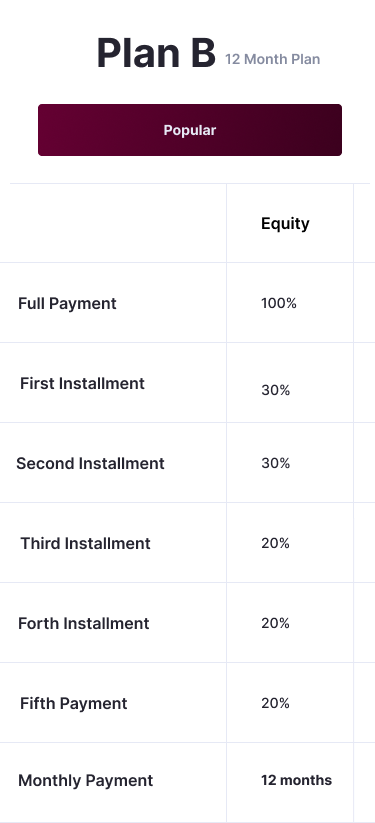 Plan B 12 Month Plan
Popular
Equity
Full Payment 100%
First Installment 30%
Second Installment 30%
Third Installment 20%
Forth Installment 20%
Fifth Payment 20%
Monthly Payment 12 months